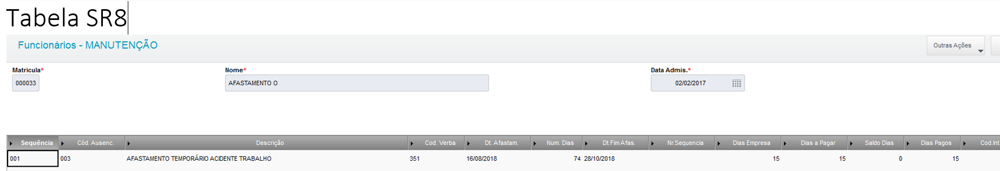 Tabela SR8
Funcionários - MANUTENÇÃO
Outras Ações
Matricula* Nome* Data Admis.*
000033 AFASTAMENTO O 02/02/2017
Sequência Cód. Ausenc. Descrição Cod. Verba Dt. Afastam. Num. Dias Dt.Fim Afas. Nr.Sequencia Dias Empresa Dias a Pagar Saldo Dias Dias Pagos Cod.Int
001 003 AFASTAMENTO TEMPORÁRIO ACIDENTE TRABALHO 351 16/08/2018 74 28/10/2018 15 15 0 15